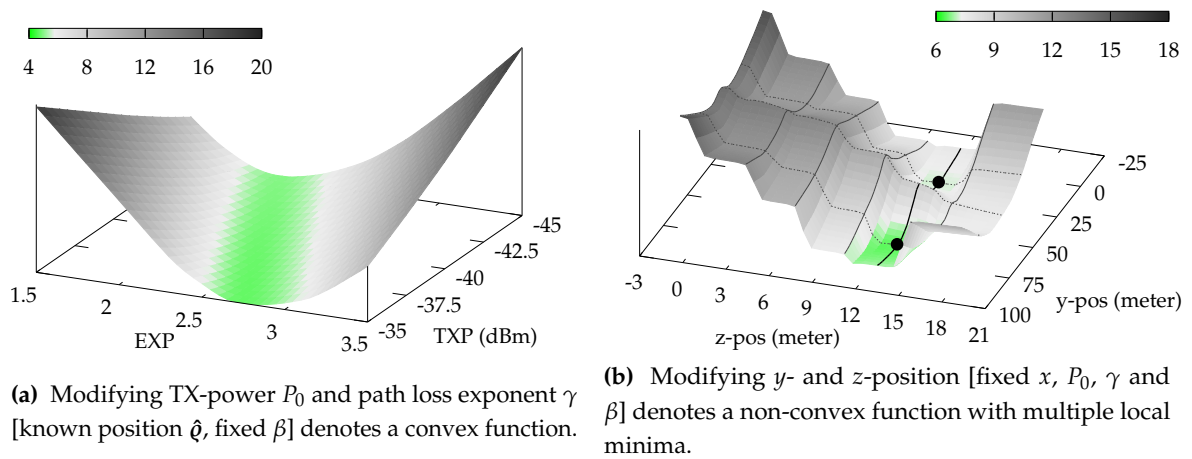 4 8 12 16 20
-45
-42.5
-40
-37.5
-35
TXP (dBm)
1.5 2 2.5 3 3.5
EXP
(a) Modifying TX-power P₀ and path loss exponent γ
[known position ϱ̂, fixed β] denotes a convex function.
6 9 12 15 18
-25
0
25
50
75
100
y-pos (meter)
-3 0 3 6 9 12 15 18 21
z-pos (meter)
(b) Modifying y- and z-position [fixed x, P₀, γ and
β] denotes a non-convex function with multiple local
minima.